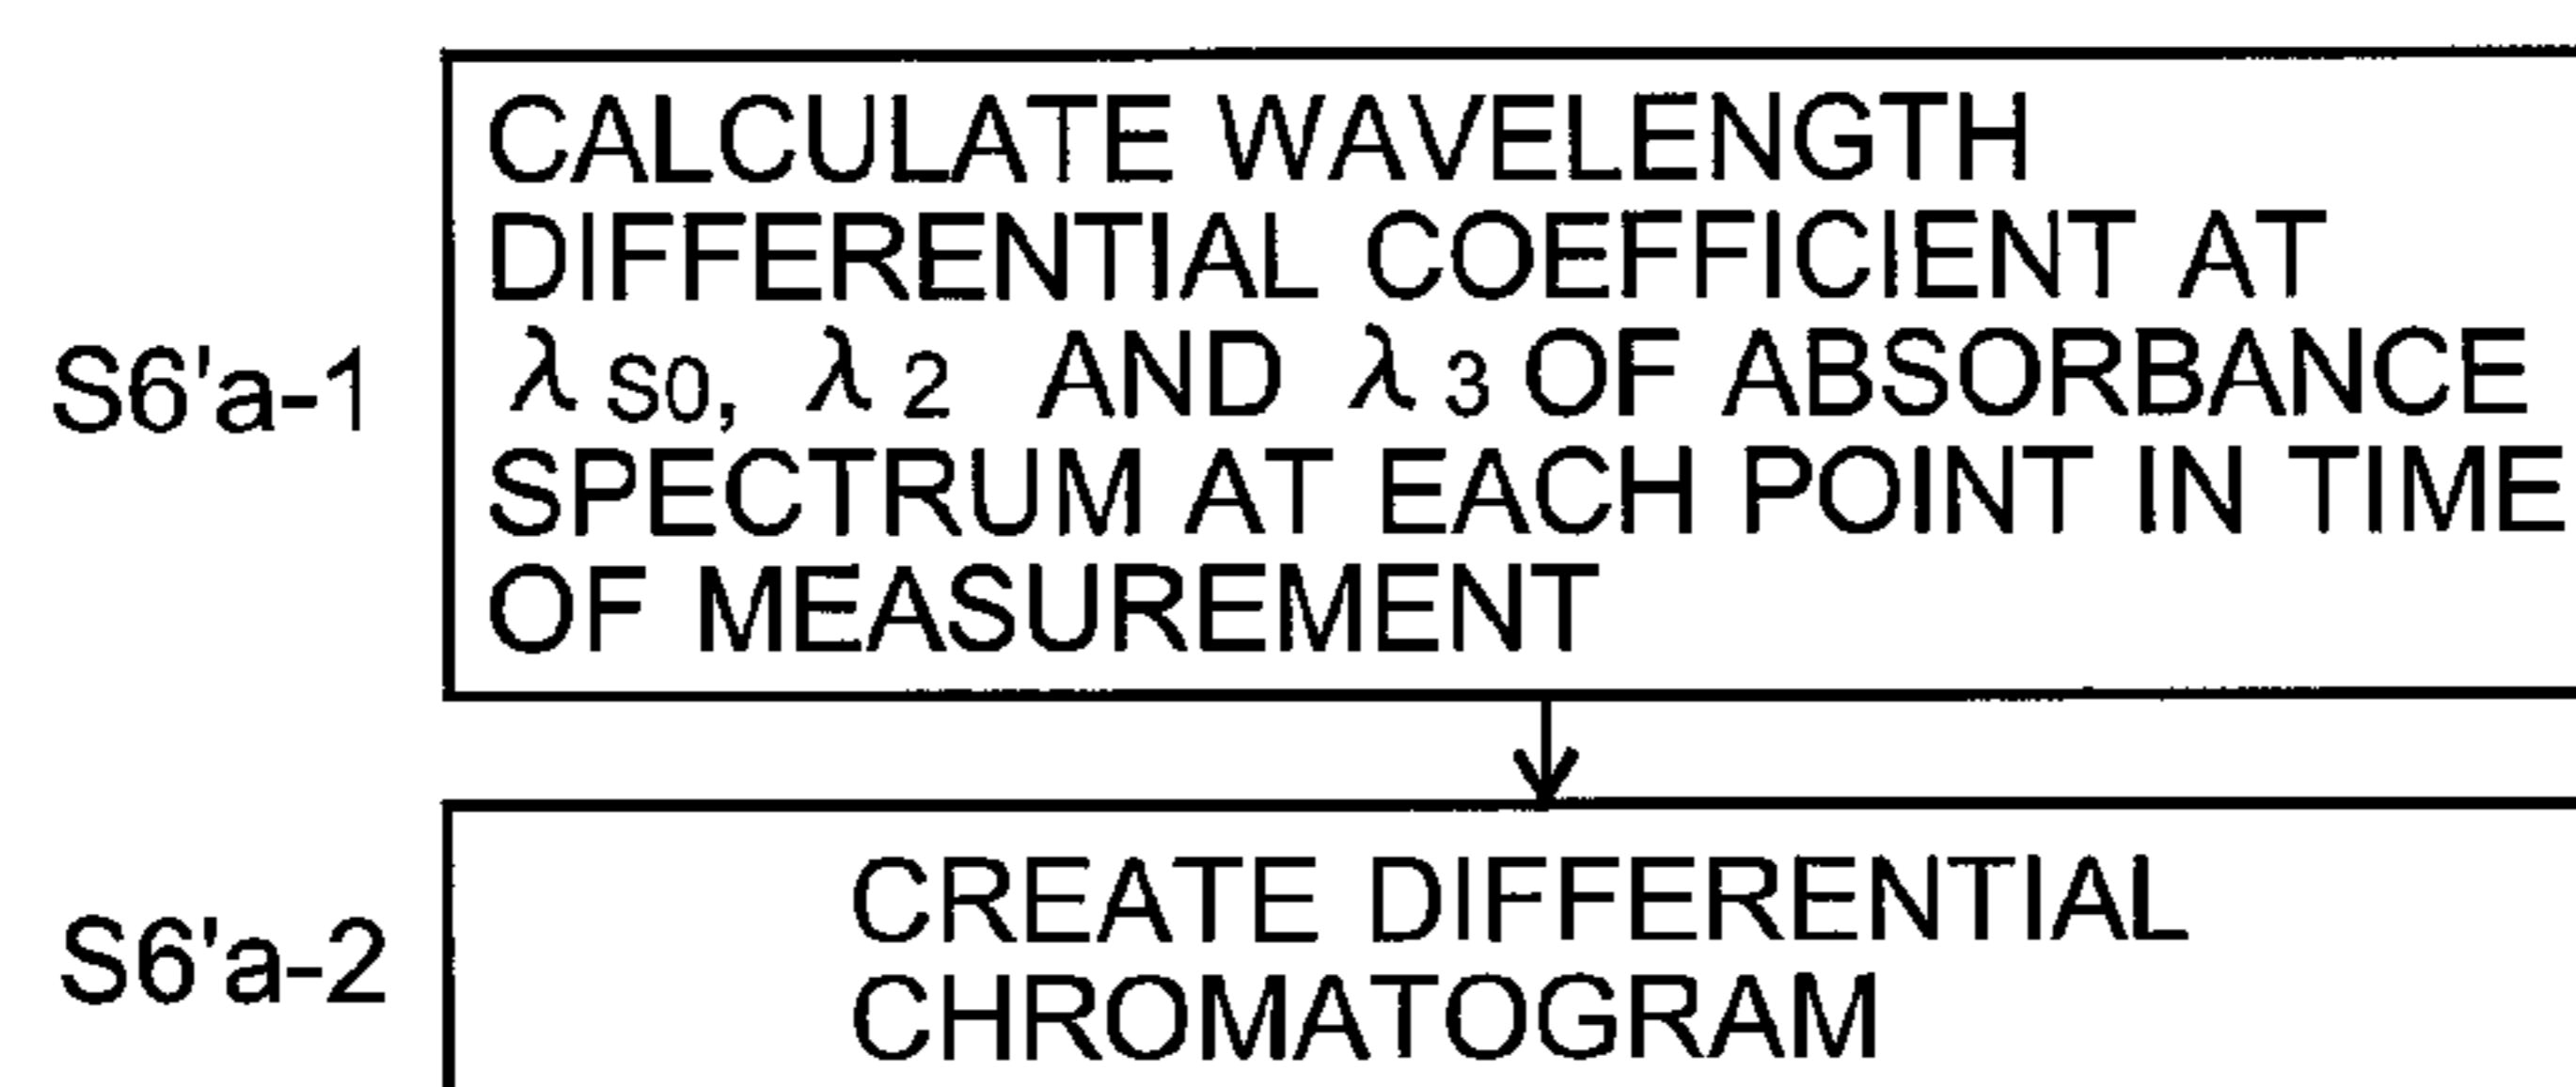 CALCULATE WAVELENGTH
DIFFERENTIAL COEFFICIENT AT
S6'a-1
λS0, λ2 AND λ3 OF ABSORBANCE
SPECTRUM AT EACH POINT IN TIME
OF MEASUREMENT
CREATE DIFFERENTIAL
S6'a-2
CHROMATOGRAM